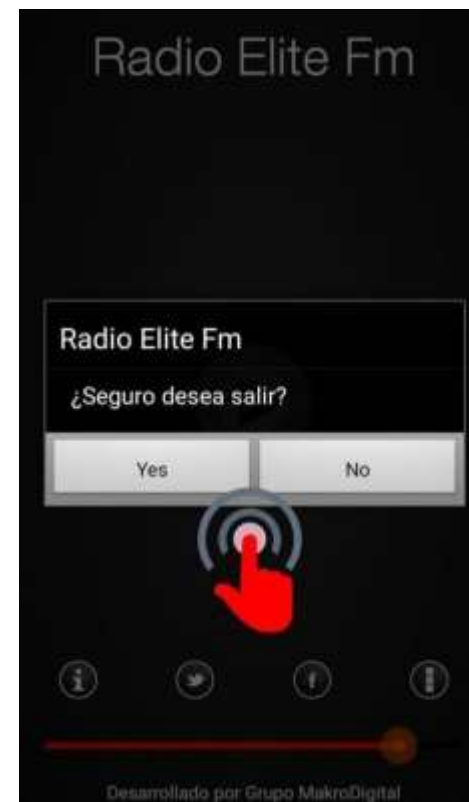 Radio Elite Fm
Radio Elite Fm
¿Seguro desea salir?
Yes
No
Desarrollado por Grupo MakroDigital